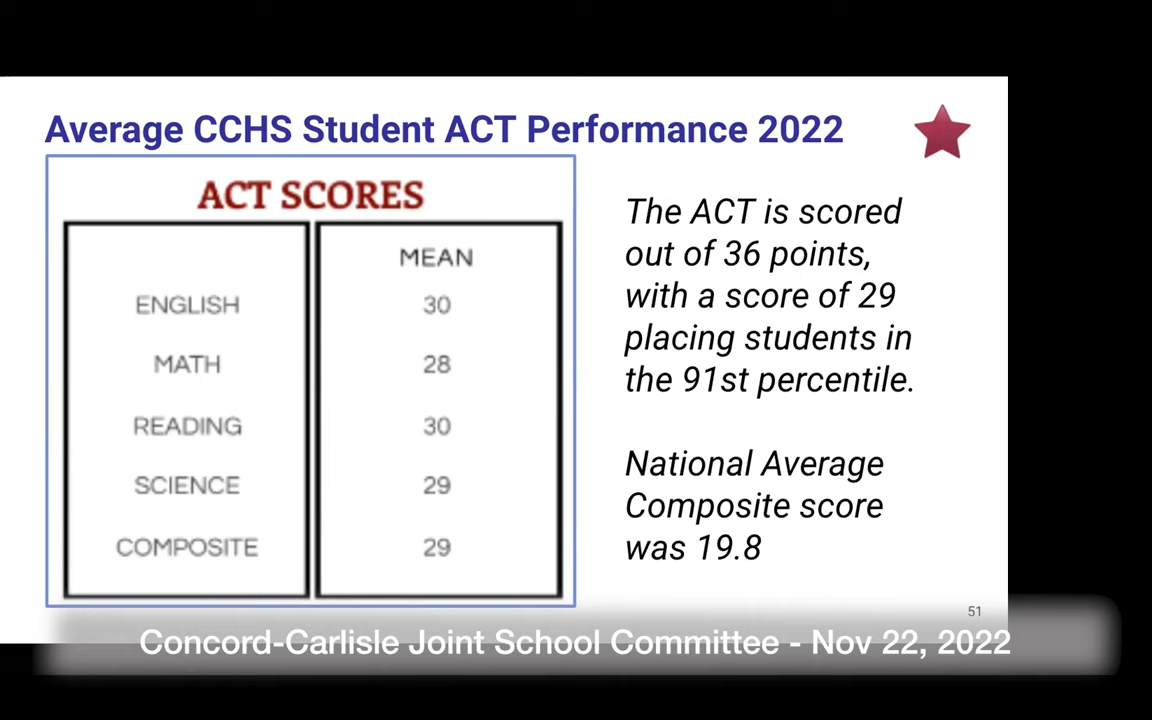 Average CCHS Student ACT Performance 2022
ACT SCORES
MEAN
ENGLISH 30
MATH 28
READING 30
SCIENCE 29
COMPOSITE 29
The ACT is scored
out of 36 points,
with a score of 29
placing students in
the 91st percentile.
National Average
Composite score
was 19.8
51
Concord-Carlisle Joint School Committee - Nov 22, 2022